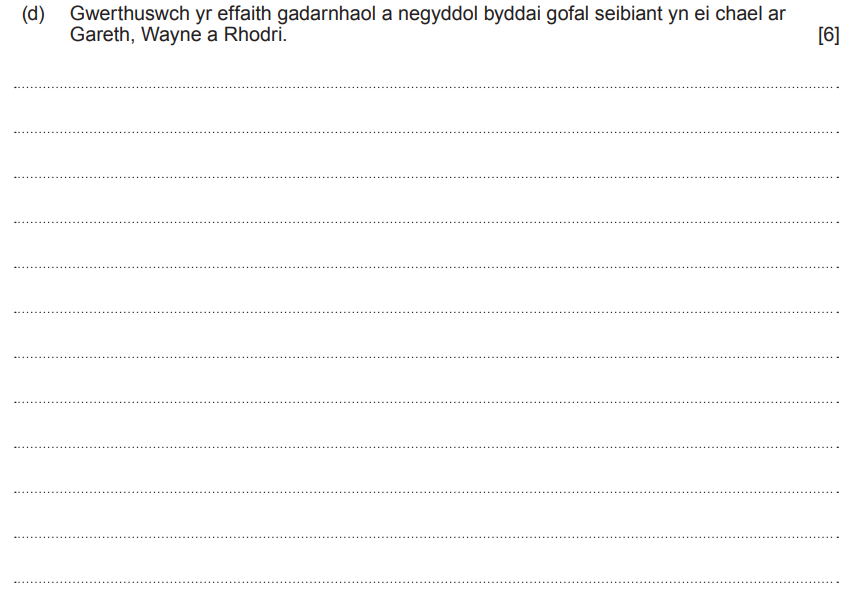 (d) Gwerthuswch yr effaith gadarnhaol a negyddol byddai gofal seibiant yn ei chael ar
Gareth, Wayne a Rhodri. [6]